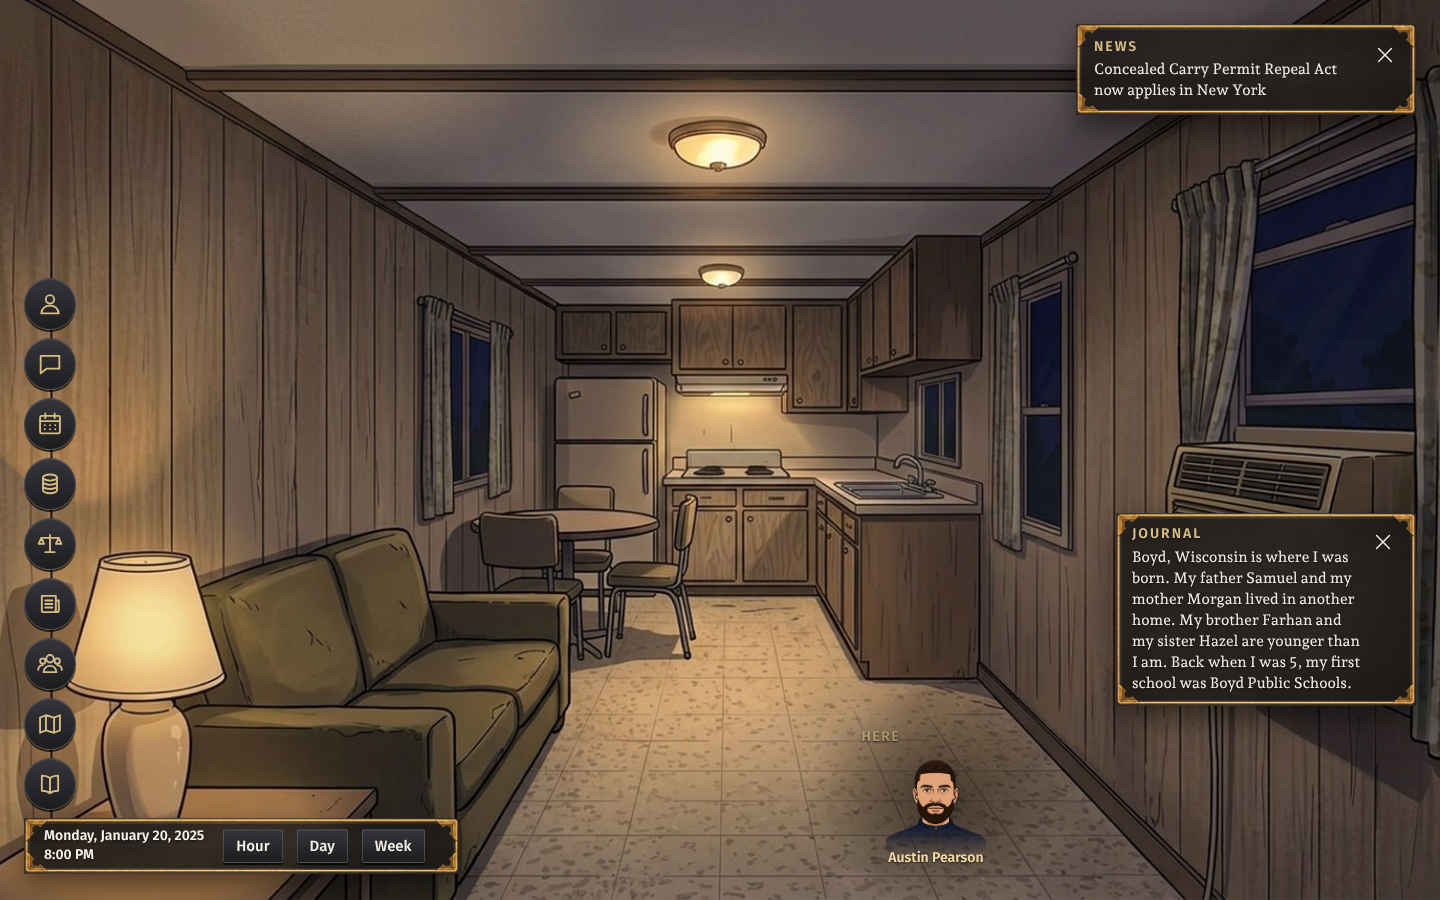 NEWS
Concealed Carry Permit Repeal Act
now applies in New York
JOURNAL
Boyd, Wisconsin is where I was
born. My father Samuel and my
mother Morgan lived in another
home. My brother Farhan and
my sister Hazel are younger than
I am. Back when I was 5, my first
school was Boyd Public Schools.
HERE
Austin Pearson
Monday, January 20, 2025
8:00 PM
Hour
Day
Week